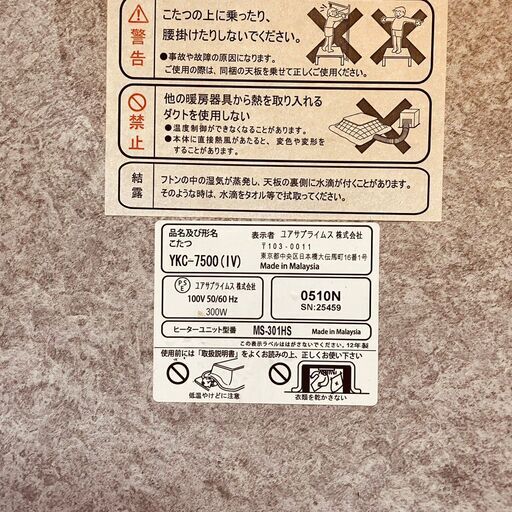 警告
こたつの上に乗ったり、
腰掛けたりしないでください。
●事故や故障の原因になります。
ご使用の際は、同梱の天板を乗せて正しくご使用ください。
禁止
他の暖房器具から熱を取り入れる
ダクトを使用しない
●温度制御ができなくなることがあります。
●本体に直接熱風があたると、変色や変形を
することがあります。
結露
フトンの中の湿気が蒸発し、天板の裏側に水滴が付くことがあります。
そのような時は、水滴をタオル等で拭取ってください。
品名及び形名
こたつ
YKC-7500(IV)
表示者 ユアサプライムス株式会社
〒103-0011
東京都中央区日本橋大伝馬町16番1号
Made in Malaysia
PSE
ユアサプライムス株式会社
100V 50/60 Hz
300W
0510N
SN:25459
ヒーターユニット型番 MS-301HS Made in Malaysia
この表示ラベルははがさないでください。12年製
使用前には「取扱説明書」をよくお読みの上、正しくお使い下さい
低温やけどに注意
衣類を乾かさない